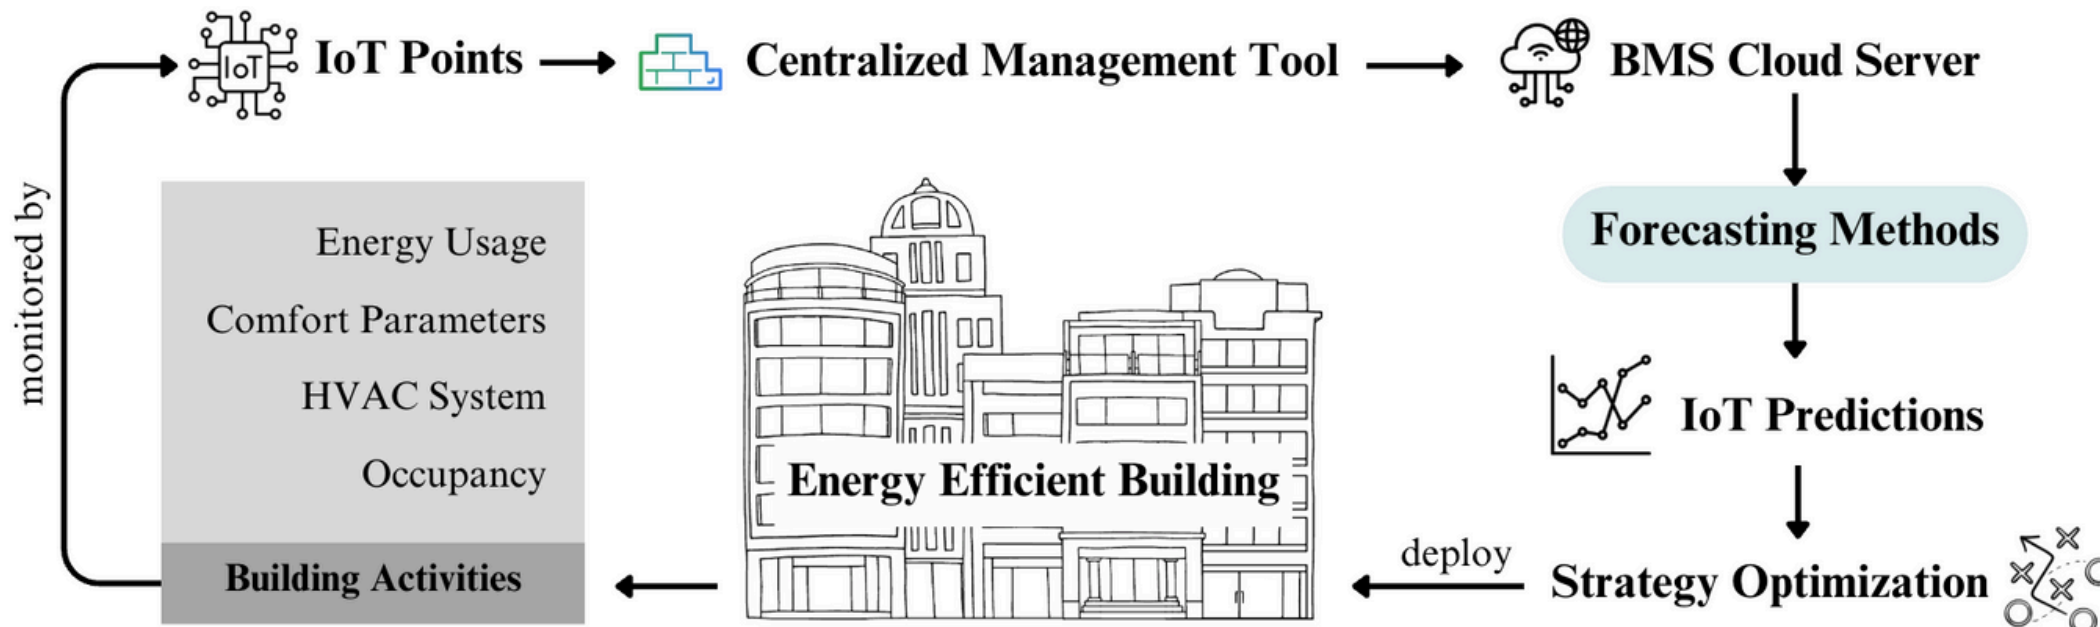 IoT
IoT Points
Centralized Management Tool
BMS Cloud Server
monitored by
Energy Usage
Comfort Parameters
HVAC System
Occupancy
Building Activities
Energy Efficient Building
Forecasting Methods
IoT Predictions
deploy
Strategy Optimization